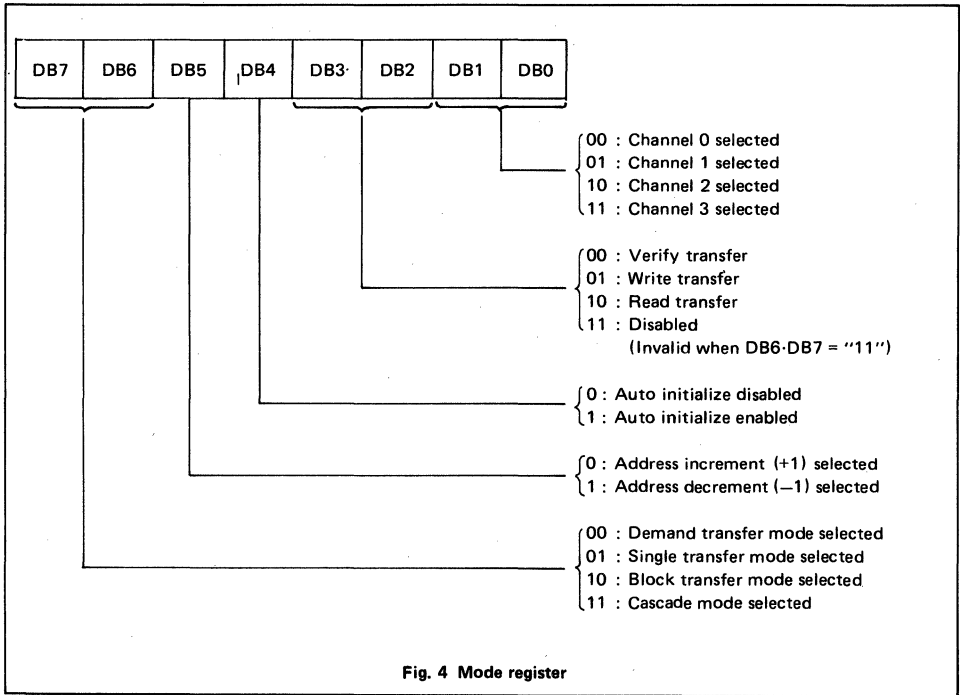 DB7 DB6 DB5 DB4 DB3 DB2 DB1 DB0
00 : Channel 0 selected
01 : Channel 1 selected
10 : Channel 2 selected
11 : Channel 3 selected
00 : Verify transfer
01 : Write transfer
10 : Read transfer
11 : Disabled
(Invalid when DB6·DB7 = "11")
0 : Auto initialize disabled
1 : Auto initialize enabled
0 : Address increment (+1) selected
1 : Address decrement (—1) selected
00 : Demand transfer mode selected
01 : Single transfer mode selected
10 : Block transfer mode selected
11 : Cascade mode selected
Fig. 4 Mode register